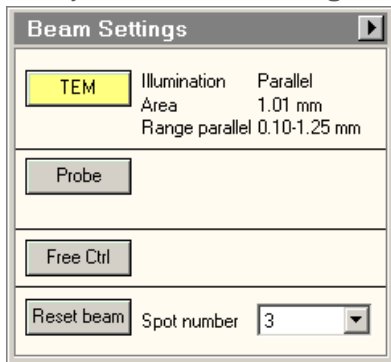 Beam Settings
TEM Illumination Parallel
Area 1.01 mm
Range parallel 0.10-1.25 mm
Probe
Free Ctrl
Reset beam Spot number 3